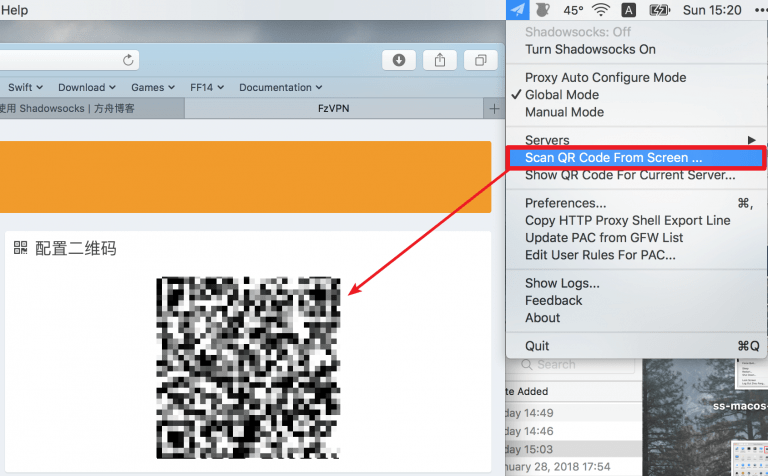 Help
45°
A
Sun 15:20
Swift
Download
Games
FF14
Documentation
使用 Shadowsocks | 方舟博客
FzVPN
配置二维码
Shadowsocks: Off
Turn Shadowsocks On
Proxy Auto Configure Mode
✓ Global Mode
Manual Mode
Servers
Scan QR Code From Screen ...
Show QR Code For Current Server...
Preferences... ⌘,
Copy HTTP Proxy Shell Export Line
Update PAC from GFW List
Edit User Rules For PAC...
Show Logs...
Feedback
About
Quit ⌘Q
Search
te Added
day 14:49
day 14:46
day 15:03
nuary 28, 2018 17:54
ss-macos-